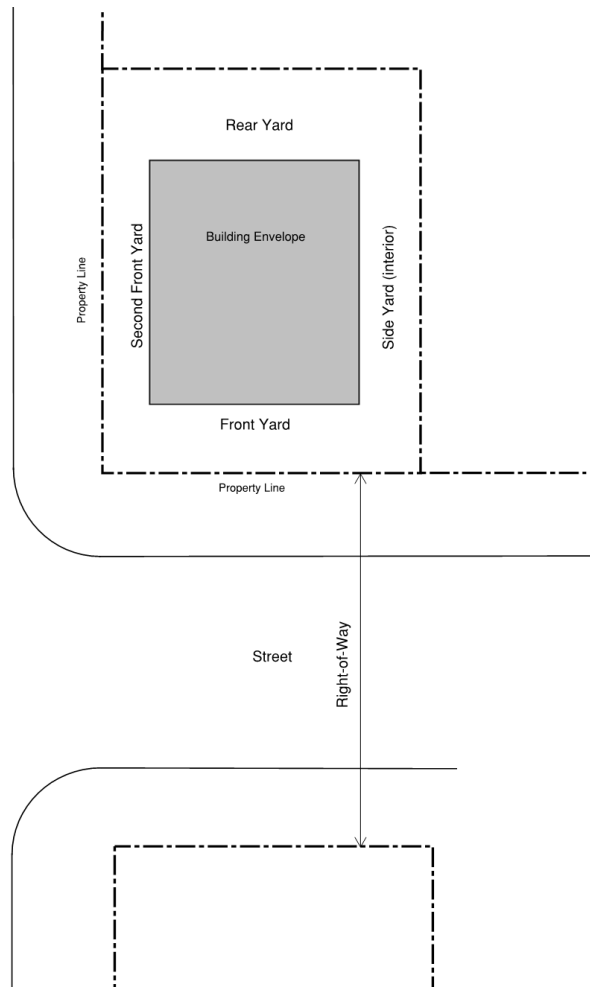 Rear Yard
Building Envelope
Second Front Yard
Side Yard (interior)
Property Line
Front Yard
Property Line
Street
Right-of-Way